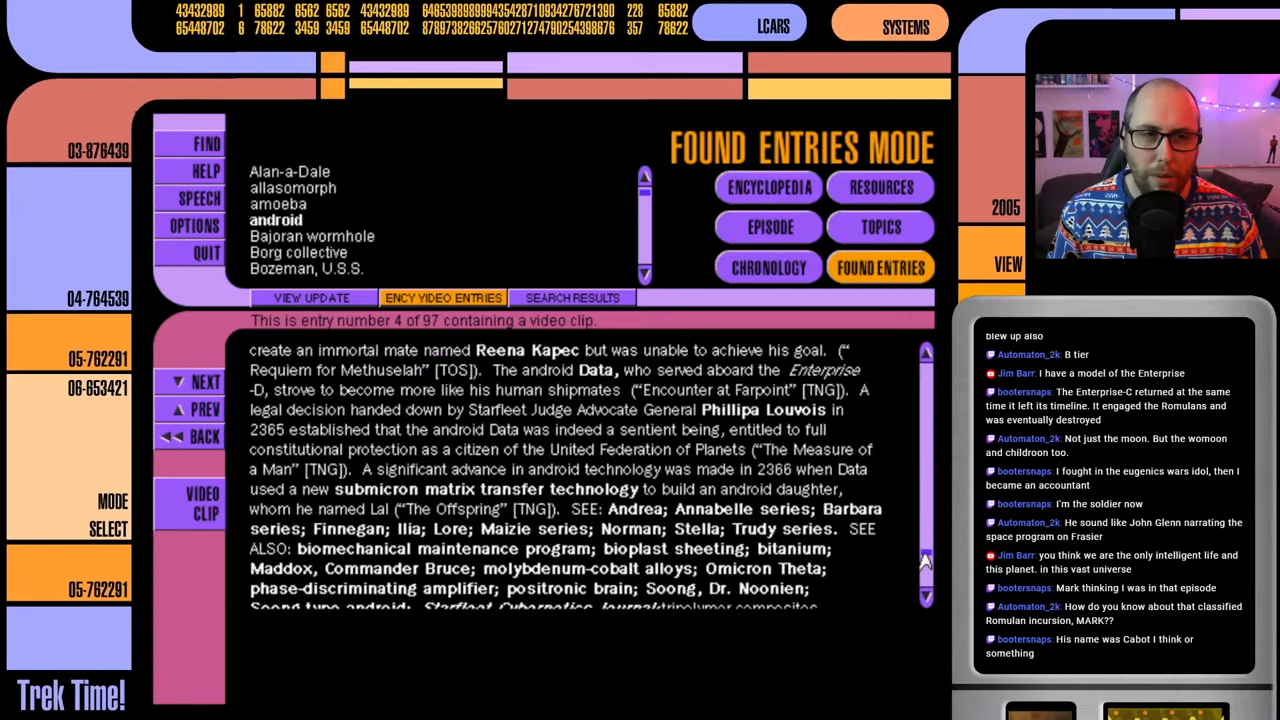 43432989 1 65882 6562 6562 43432989 64653989899435428710934276721390 228 65882
65448702 6 78622 3459 3459 65448702 87897382662576027127479025439867​6 357 78622
LCARS
SYSTEMS
03-876439
04-764539
05-762291
06-653421
MODE
SELECT
05-762291
Trek Time!
FIND
HELP
SPEECH
OPTIONS
QUIT
Alan-a-Dale
allasomorph
amoeba
android
Bajoran wormhole
Borg collective
Bozeman, U.S.S.
FOUND ENTRIES MODE
ENCYCLOPEDIA
RESOURCES
EPISODE
TOPICS
CHRONOLOGY
FOUND ENTRIES
VIEW UPDATE
ENCY VIDEO ENTRIES
SEARCH RESULTS
This is entry number 4 of 97 containing a video clip.
NEXT
PREV
BACK
VIDEO
CLIP
create an immortal mate named Reena Kapec but was unable to achieve his goal. ("
Requiem for Methuselah" [TOS]). The android Data, who served aboard the Enterprise
-D, strove to become more like his human shipmates ("Encounter at Farpoint" [TNG]). A
legal decision handed down by Starfleet Judge Advocate General Phillipa Louvois in
2365 established that the android Data was indeed a sentient being, entitled to full
constitutional protection as a citizen of the United Federation of Planets ("The Measure of
a Man" [TNG]). A significant advance in android technology was made in 2366 when Data
used a new submicron matrix transfer technology to build an android daughter,
whom he named Lal ("The Offspring" [TNG]). SEE: Andrea; Annabelle series; Barbara
series; Finnegan; Ilia; Lore; Maizie series; Norman; Stella; Trudy series. SEE
ALSO: biomechanical maintenance program; bioplast sheeting; bitanium;
Maddox, Commander Bruce; molybdenum-cobalt alloys; Omicron Theta;
phase-discriminating amplifier; positronic brain; Soong, Dr. Noonien;
Soong-type android; Starfleet Cybernetics Journal tripolymer composites
2005
VIEW
blew up also
Automaton_2k: B tier
Jim Barr: I have a model of the Enterprise
bootersnaps: The Enterprise-C returned at the same
time it left its timeline. It engaged the Romulans and
was eventually destroyed
Automaton_2k: Not just the moon. But the womoon
and childroon too.
bootersnaps: I fought in the eugenics wars idol, then I
became an accountant
bootersnaps: I'm the soldier now
Automaton_2k: He sound like John Glenn narrating the
space program on Frasier
Jim Barr: you think we are the only intelligent life and
this planet. in this vast universe
bootersnaps: Mark thinking I was in that episode
Automaton_2k: How do you know about that classified
Romulan incursion, MARK??
bootersnaps: His name was Cabot I think or
something